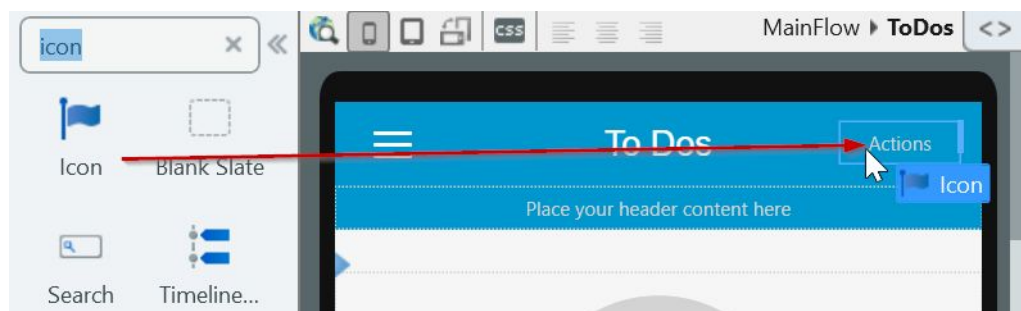 icon
Icon
Blank Slate
Search
Timeline...
css
MainFlow ToDos
<>
To Dos
Actions
Icon
Place your header content here